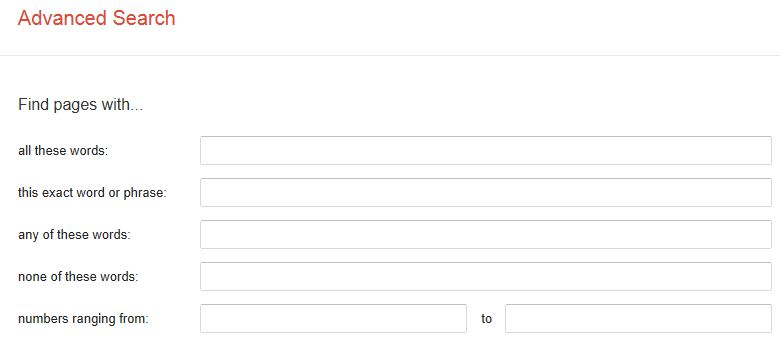 Advanced Search
Find pages with...
all these words:
this exact word or phrase:
any of these words:
none of these words:
numbers ranging from: to